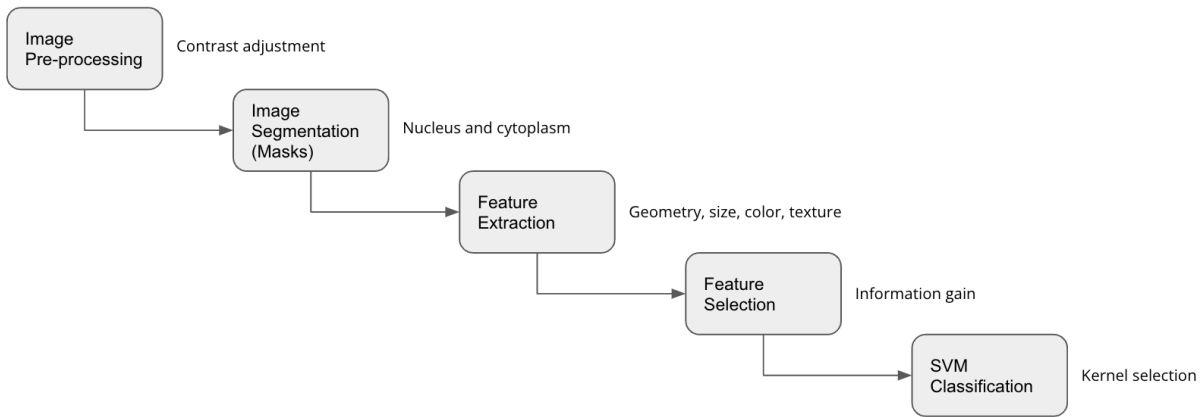 Image
Pre-processing
Contrast adjustment
Image
Segmentation
(Masks)
Nucleus and cytoplasm
Feature
Extraction
Geometry, size, color, texture
Feature
Selection
Information gain
SVM
Classification
Kernel selection